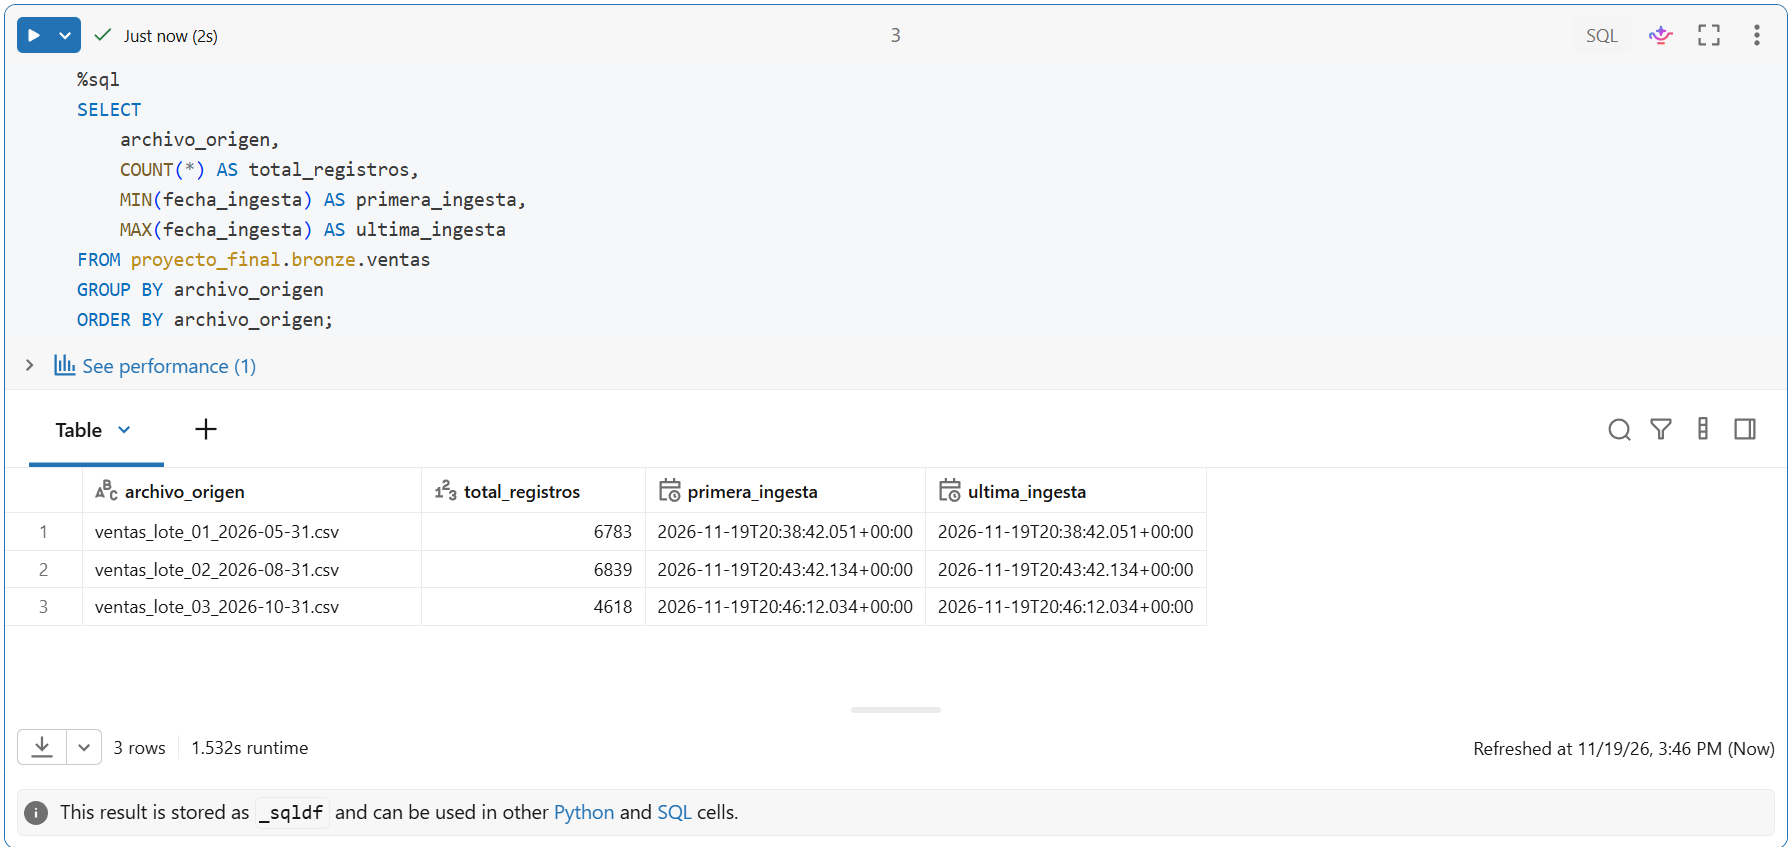 Just now (2s) 3 SQL
%sql
SELECT
archivo_origen,
COUNT(*) AS total_registros,
MIN(fecha_ingesta) AS primera_ingesta,
MAX(fecha_ingesta) AS ultima_ingesta
FROM proyecto_final.bronze.ventas
GROUP BY archivo_origen
ORDER BY archivo_origen;
See performance (1)
Table
archivo_origen total_registros primera_ingesta ultima_ingesta
1 ventas_lote_01_2026-05-31.csv 6783 2026-11-19T20:38:42.051+00:00 2026-11-19T20:38:42.051+00:00
2 ventas_lote_02_2026-08-31.csv 6839 2026-11-19T20:43:42.134+00:00 2026-11-19T20:43:42.134+00:00
3 ventas_lote_03_2026-10-31.csv 4618 2026-11-19T20:46:12.034+00:00 2026-11-19T20:46:12.034+00:00
3 rows 1.532s runtime Refreshed at 11/19/26, 3:46 PM (Now)
This result is stored as _sqldf and can be used in other Python and SQL cells.